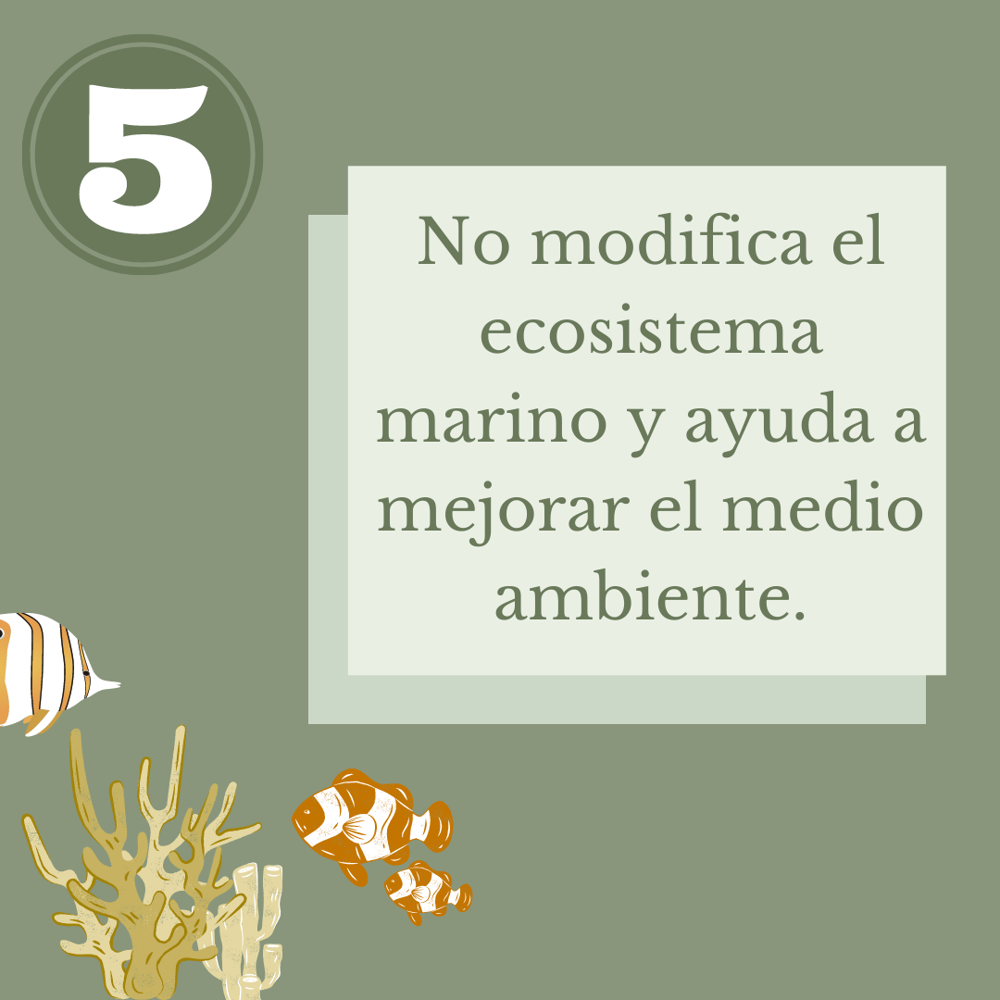 5
No modifica el
ecosistema
marino y ayuda a
mejorar el medio
ambiente.